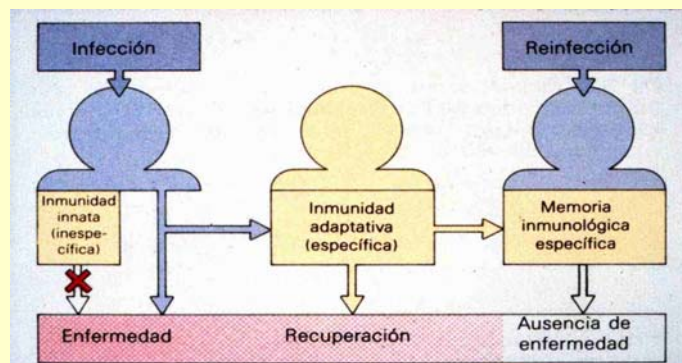 Infección
Reinfección
Inmunidad
innata
(inespe-
cífica)
Inmunidad
adaptativa
(específica)
Memoria
inmunológica
específica
Enfermedad
Recuperación
Ausencia de
enfermedad